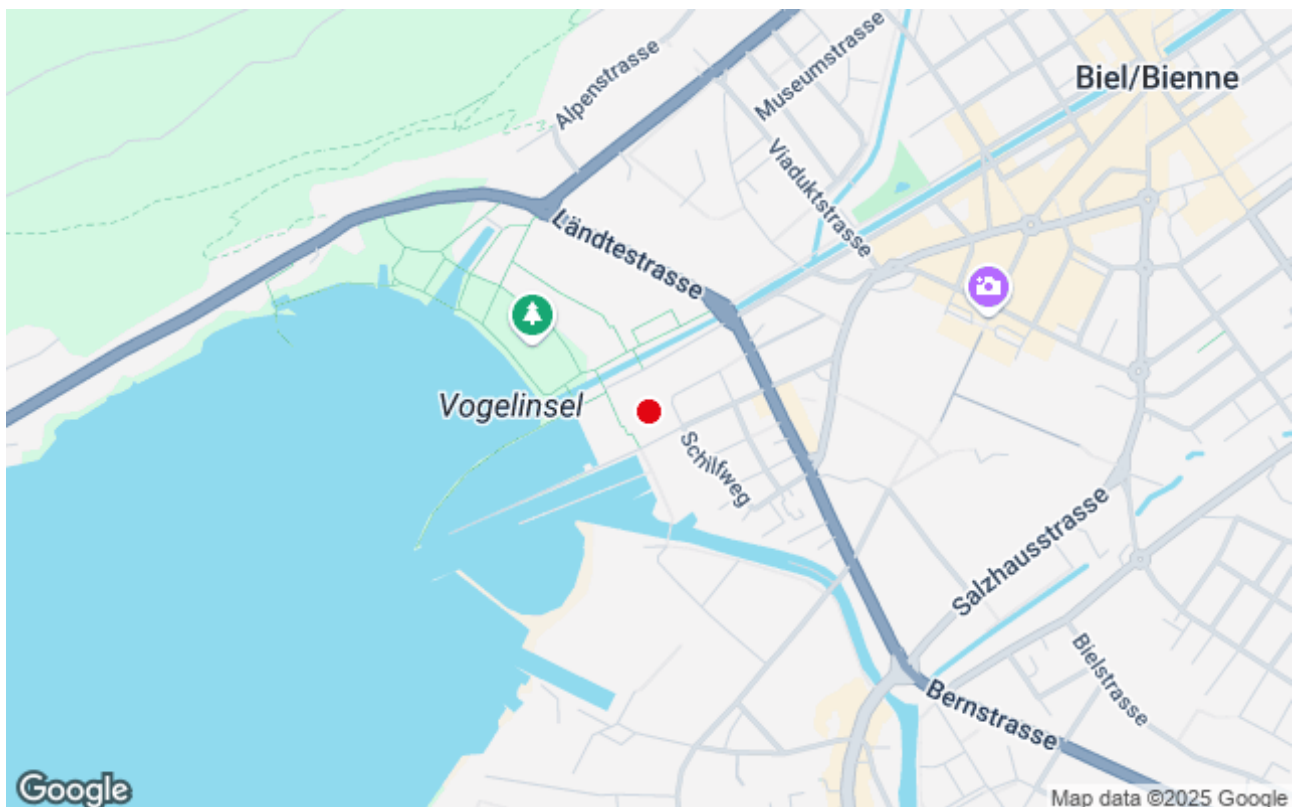 Alpenstrasse
Museumstrasse
Biel/Bienne
Viaduktstrasse
Ländtestrasse
Vogelinsel
Schilfweg
Salzhausstrasse
Bielstrasse
Bernstrasse
Google
Map data ©2025 Google